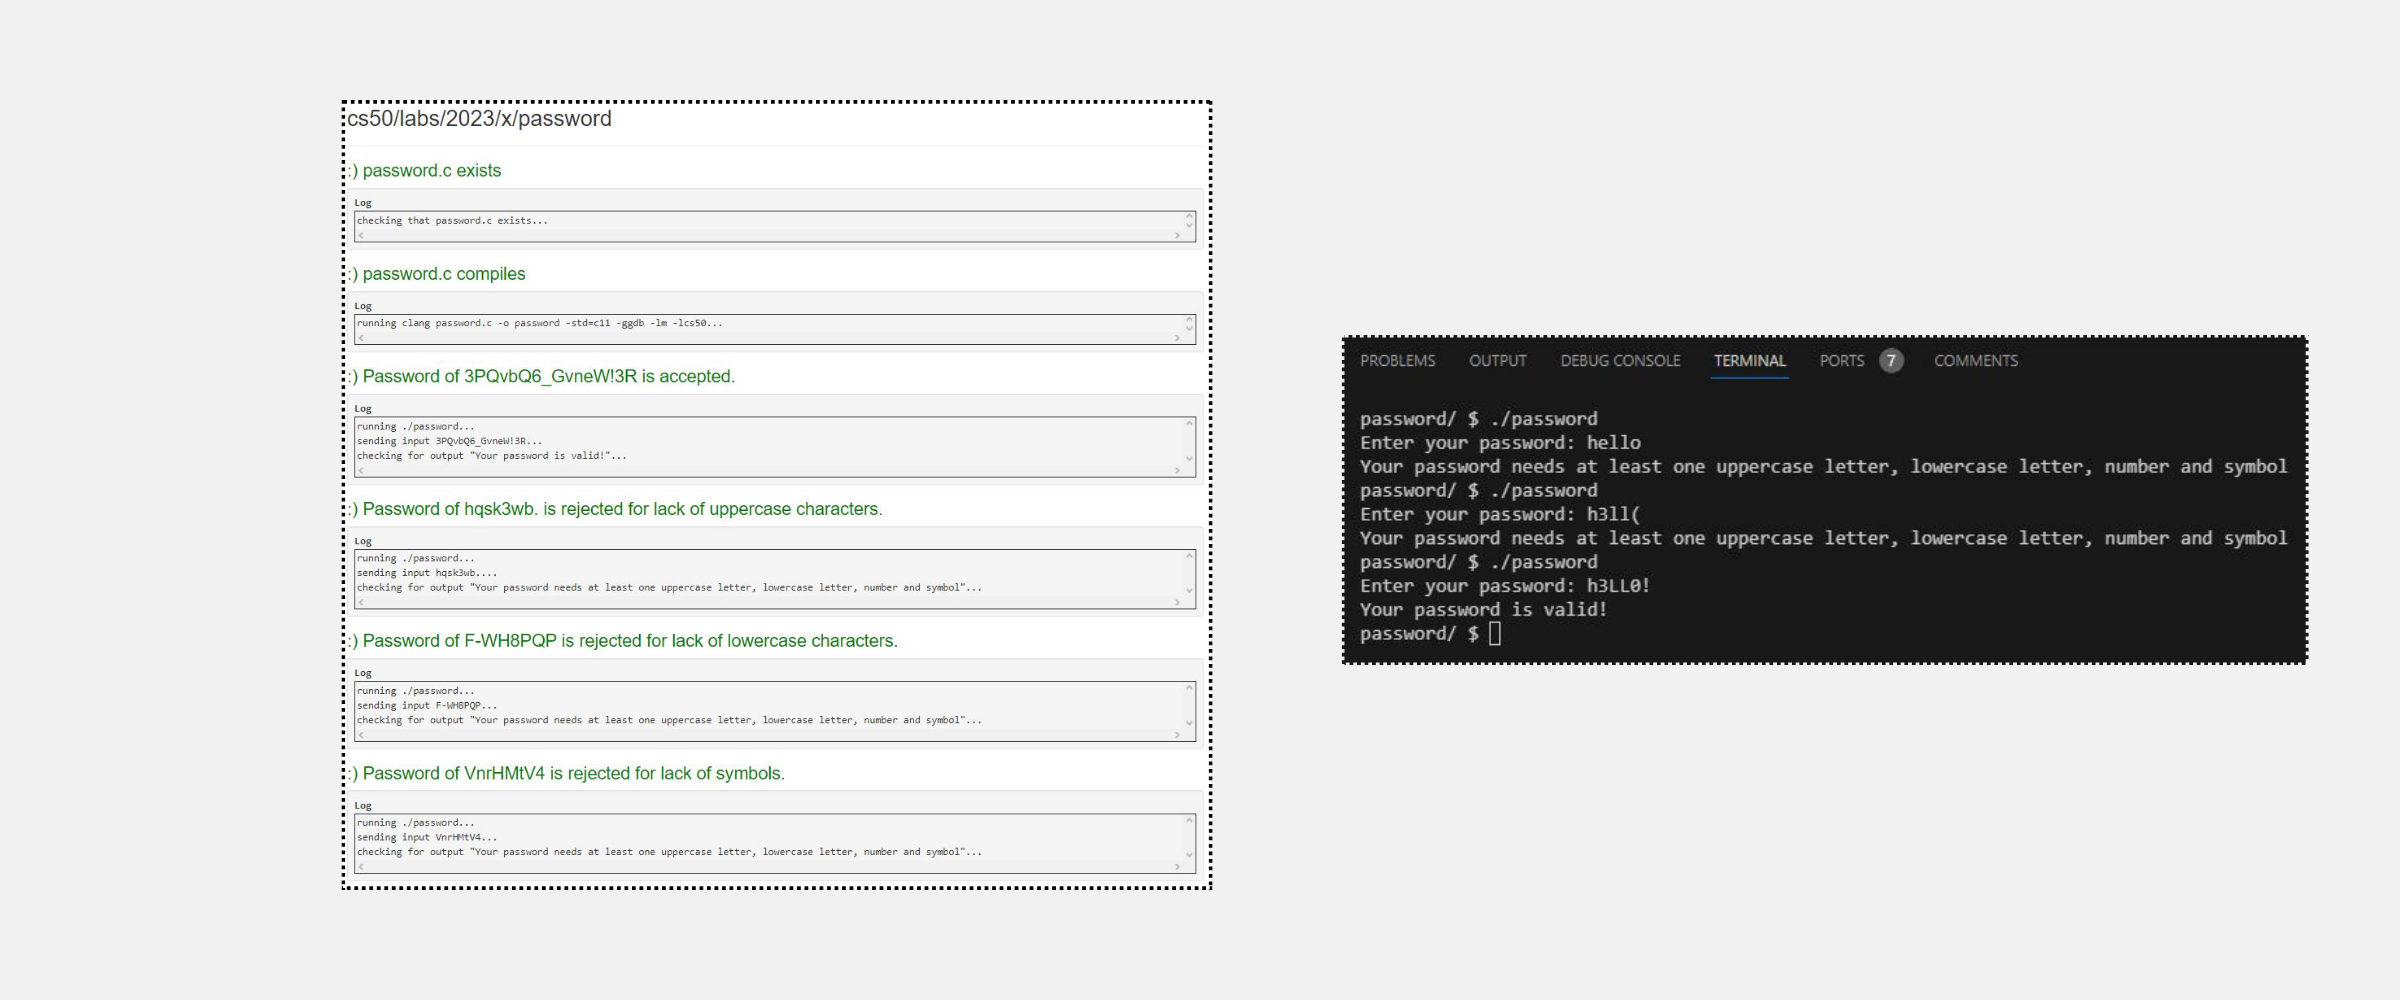 cs50/labs/2023/x/password
:) password.c exists
Log
checking that password.c exists...
:) password.c compiles
Log
running clang password.c -o password -std=c11 -ggdb -lm -lcs50...
:) Password of 3PQvbQ6_GvneW!3R is accepted.
Log
running ./password...
sending input 3PQvbQ6_GvneW!3R...
checking for output "Your password is valid!"...
:) Password of hqsk3wb. is rejected for lack of uppercase characters.
Log
running ./password...
sending input hqsk3wb....
checking for output "Your password needs at least one uppercase letter, lowercase letter, number and symbol"...
:) Password of F-WH8PQP is rejected for lack of lowercase characters.
Log
running ./password...
sending input F-WH8PQP...
checking for output "Your password needs at least one uppercase letter, lowercase letter, number and symbol"...
:) Password of VnrHMtV4 is rejected for lack of symbols.
Log
running ./password...
sending input VnrHMtV4...
checking for output "Your password needs at least one uppercase letter, lowercase letter, number and symbol"...
PROBLEMS OUTPUT DEBUG CONSOLE TERMINAL PORTS 7 COMMENTS
password/ $ ./password
Enter your password: hello
Your password needs at least one uppercase letter, lowercase letter, number and symbol
password/ $ ./password
Enter your password: h3ll(
Your password needs at least one uppercase letter, lowercase letter, number and symbol
password/ $ ./password
Enter your password: h3LL0!
Your password is valid!
password/ $